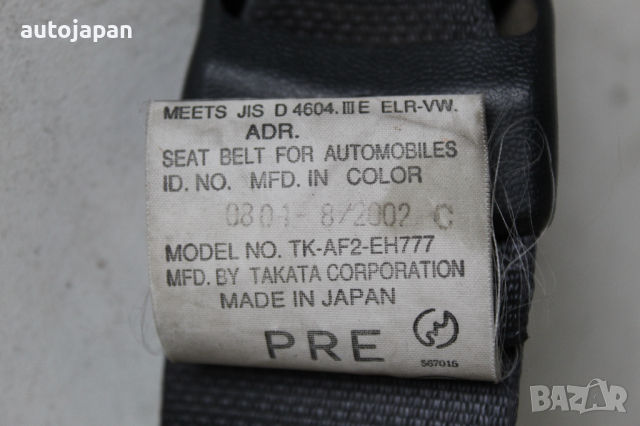 autojapan
MEETS JIS D 4604.III E ELR-VW.
ADR.
SEAT BELT FOR AUTOMOBILES
ID. NO. MFD. IN COLOR
0801- 8/2002 C
MODEL NO. TK-AF2-EH777
MFD. BY TAKATA CORPORATION
MADE IN JAPAN
PRE
567015
BAZAR